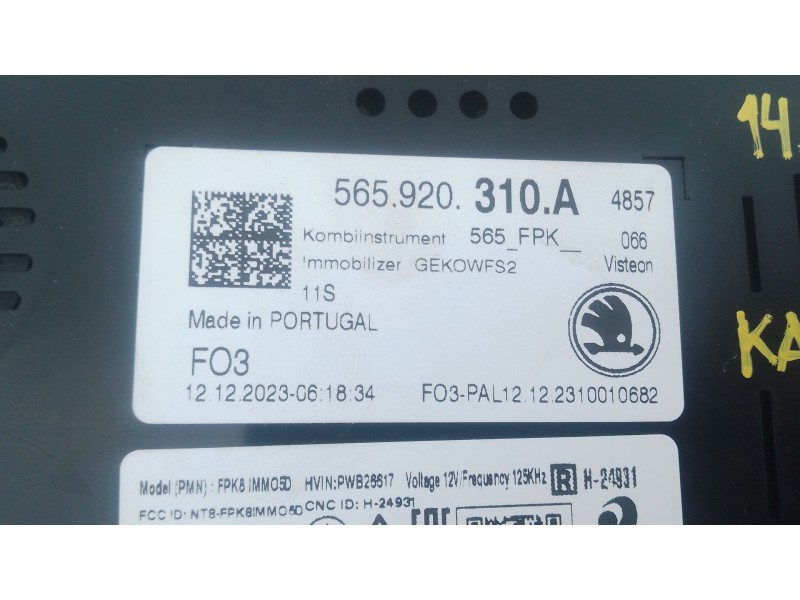 565.920. 310.A 4857
Kombiinstrument 565_FPK__ 066
Immobilizer GEKOWFS2 Visteon
11S
Made in PORTUGAL
FO3
12.12.2023-06:18:34 FO3-PAL12.12.2310010682
14.
KA
Model (PMN) : FPK8 IMMO5D HVIN:PWB26617 Voltage 12V/Frequency 125KHz R H-24931
FCC ID: NT8-FPK8IMMO5D CNC ID: H-24931
EAC